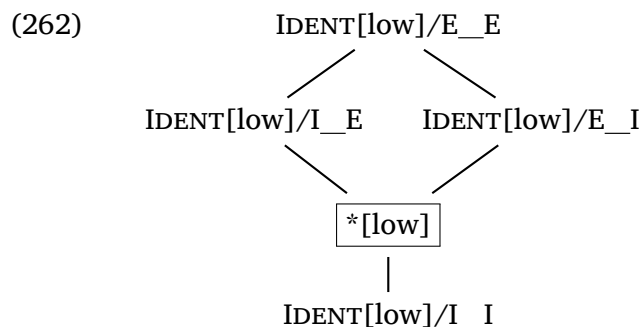 (262) IDENT[low]/E__E
IDENT[low]/I__E IDENT[low]/E__I
*[low]
IDENT[low]/I I